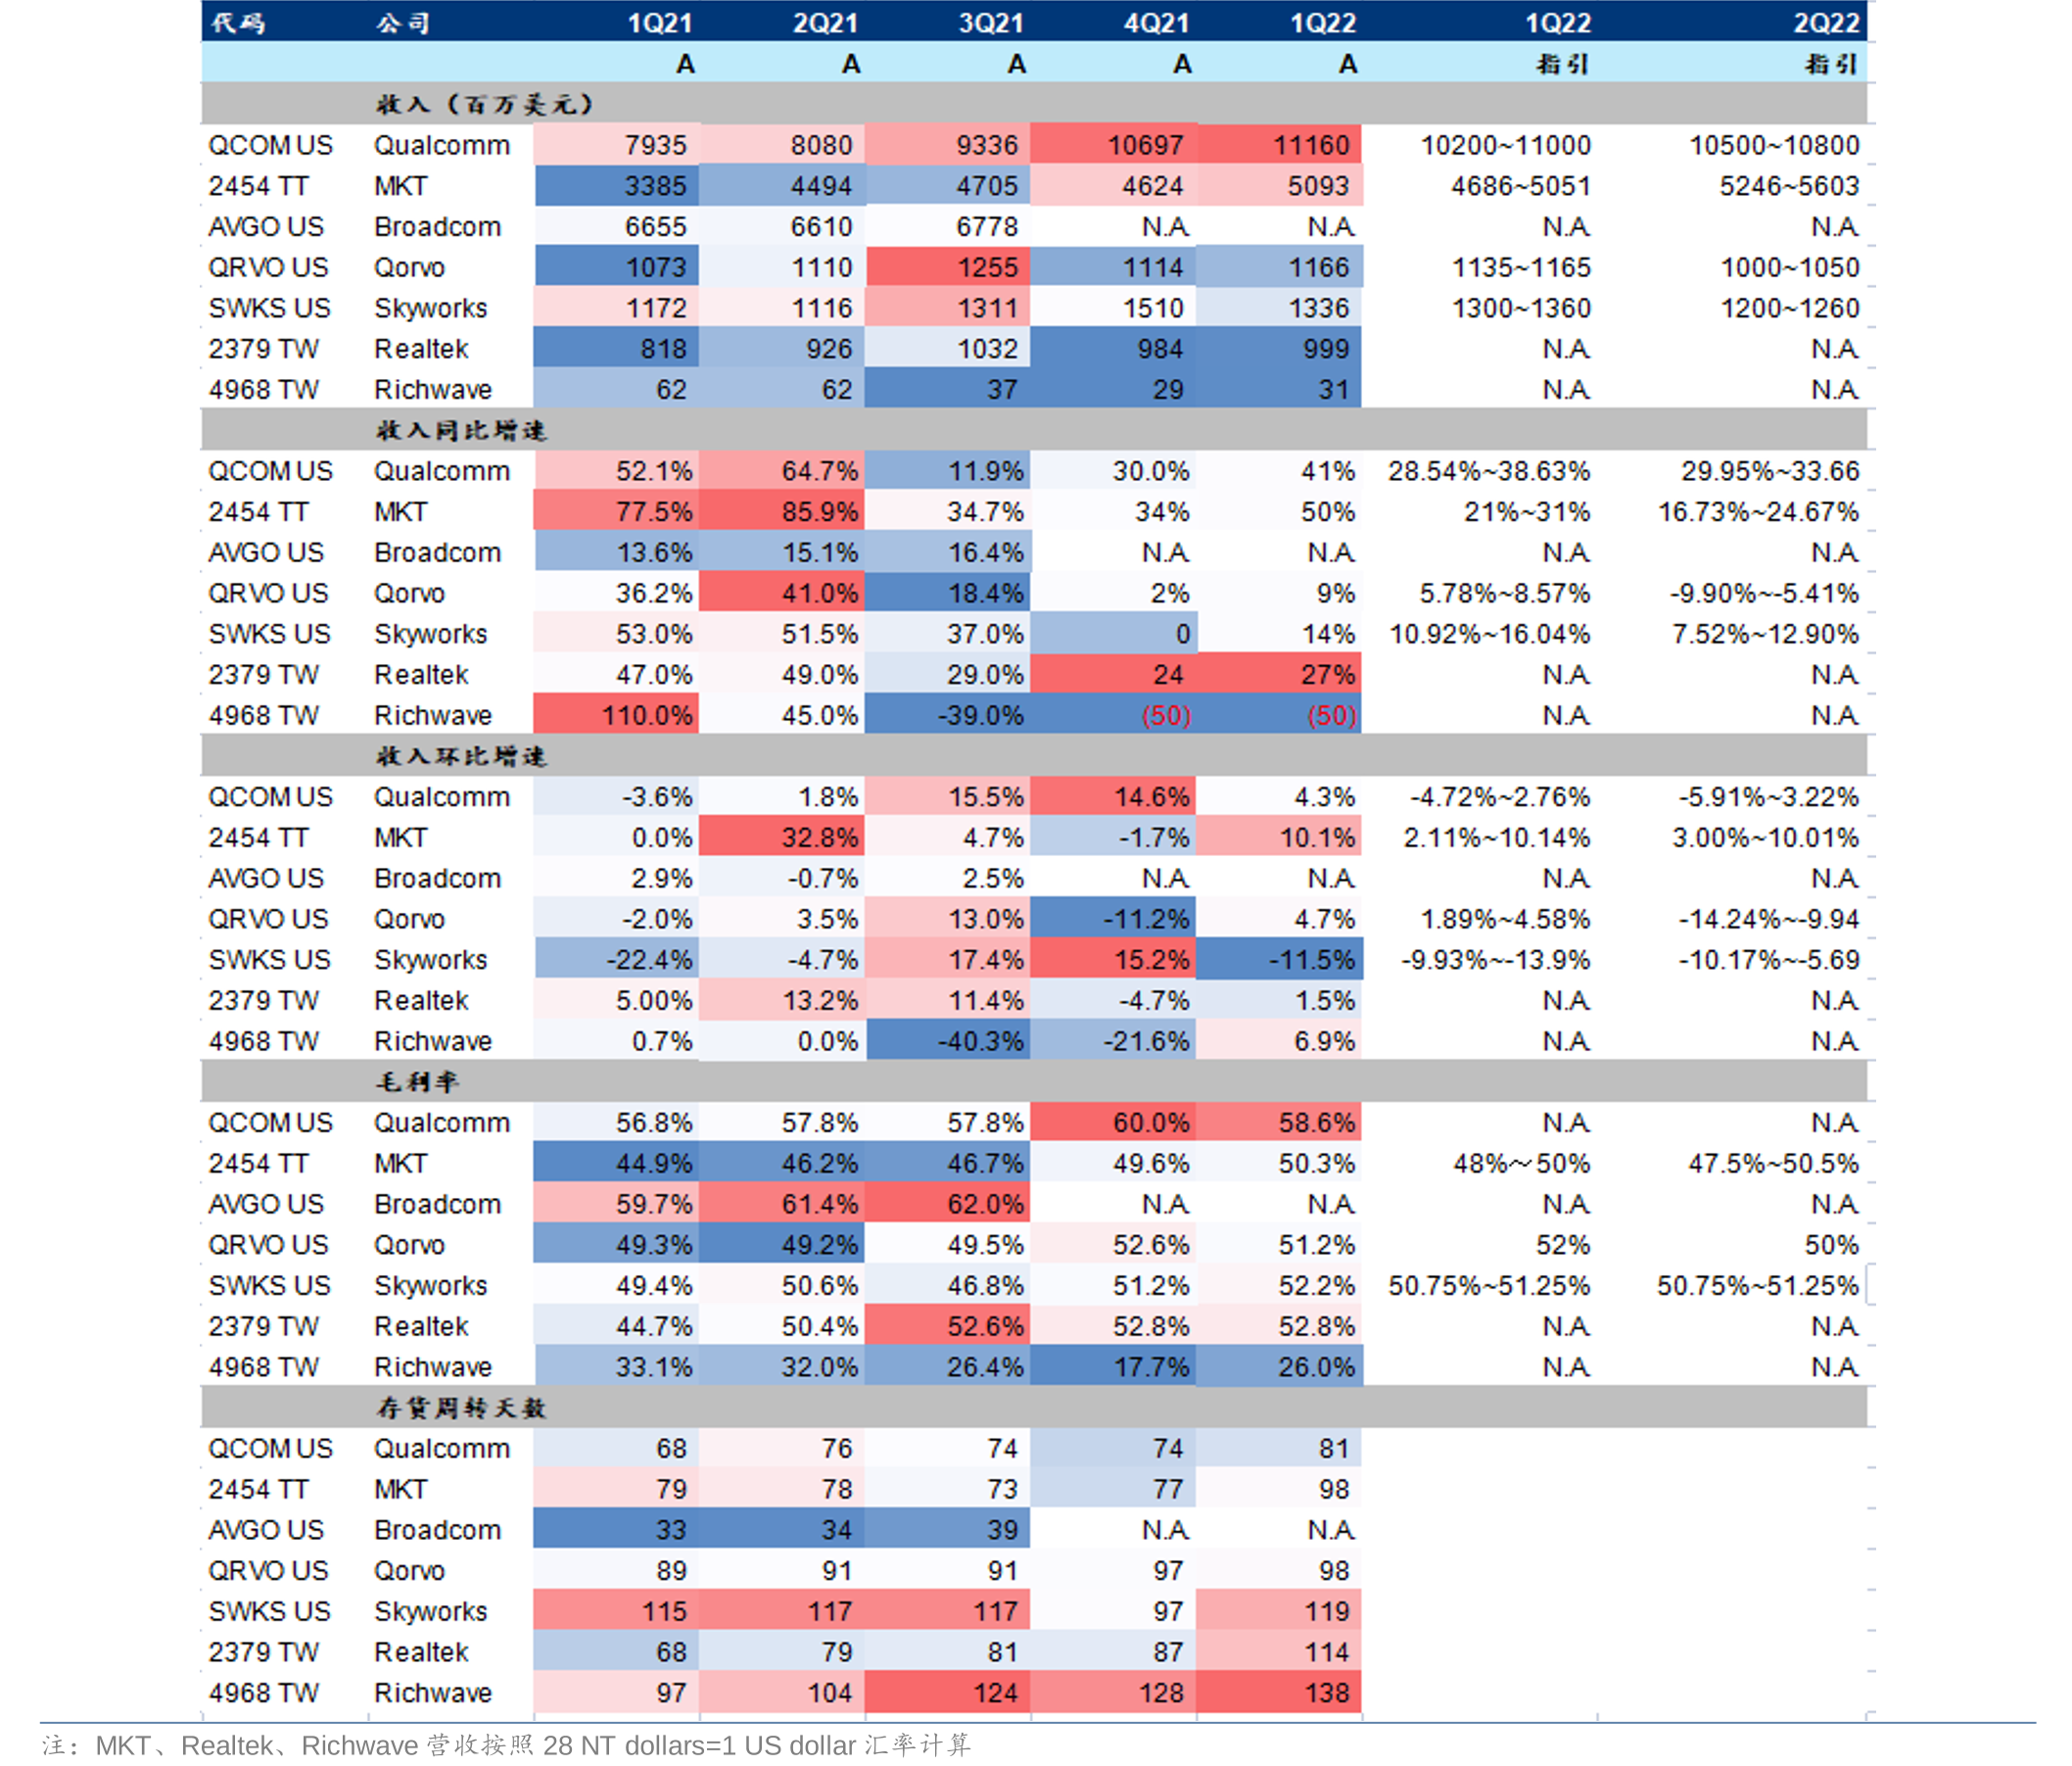 代码 公司 1Q21 2Q21 3Q21 4Q21 1Q22 1Q22 2Q22
A A A A A 指引 指引
收入（百万美元）
QCOM US Qualcomm 7935 8080 9336 10697 11160 10200~11000 10500~10800
2454 TT MKT 3385 4494 4705 4624 5093 4686~5051 5246~5603
AVGO US Broadcom 6655 6610 6778 N.A. N.A. N.A. N.A.
QRVO US Qorvo 1073 1110 1255 1114 1166 1135~1165 1000~1050
SWKS US Skyworks 1172 1116 1311 1510 1336 1300~1360 1200~1260
2379 TW Realtek 818 926 1032 984 999 N.A. N.A.
4968 TW Richwave 62 62 37 29 31 N.A. N.A.
收入同比增速
QCOM US Qualcomm 52.1% 64.7% 11.9% 30.0% 41% 28.54%~38.63% 29.95%~33.66
2454 TT MKT 77.5% 85.9% 34.7% 34% 50% 21%~31% 16.73%~24.67%
AVGO US Broadcom 13.6% 15.1% 16.4% N.A. N.A. N.A. N.A.
QRVO US Qorvo 36.2% 41.0% 18.4% 2% 9% 5.78%~8.57% -9.90%~-5.41%
SWKS US Skyworks 53.0% 51.5% 37.0% 0 14% 10.92%~16.04% 7.52%~12.90%
2379 TW Realtek 47.0% 49.0% 29.0% 24 27% N.A. N.A.
4968 TW Richwave 110.0% 45.0% -39.0% (50) (50) N.A. N.A.
收入环比增速
QCOM US Qualcomm -3.6% 1.8% 15.5% 14.6% 4.3% -4.72%~2.76% -5.91%~3.22%
2454 TT MKT 0.0% 32.8% 4.7% -1.7% 10.1% 2.11%~10.14% 3.00%~10.01%
AVGO US Broadcom 2.9% -0.7% 2.5% N.A. N.A. N.A. N.A.
QRVO US Qorvo -2.0% 3.5% 13.0% -11.2% 4.7% 1.89%~4.58% -14.24%~-9.94
SWKS US Skyworks -22.4% -4.7% 17.4% 15.2% -11.5% -9.93%~-13.9% -10.17%~-5.69
2379 TW Realtek 5.00% 13.2% 11.4% -4.7% 1.5% N.A. N.A.
4968 TW Richwave 0.7% 0.0% -40.3% -21.6% 6.9% N.A. N.A.
毛利率
QCOM US Qualcomm 56.8% 57.8% 57.8% 60.0% 58.6% N.A. N.A.
2454 TT MKT 44.9% 46.2% 46.7% 49.6% 50.3% 48%～50% 47.5%~50.5%
AVGO US Broadcom 59.7% 61.4% 62.0% N.A. N.A. N.A. N.A.
QRVO US Qorvo 49.3% 49.2% 49.5% 52.6% 51.2% 52% 50%
SWKS US Skyworks 49.4% 50.6% 46.8% 51.2% 52.2% 50.75%~51.25% 50.75%~51.25%
2379 TW Realtek 44.7% 50.4% 52.6% 52.8% 52.8% N.A. N.A.
4968 TW Richwave 33.1% 32.0% 26.4% 17.7% 26.0% N.A. N.A.
存货周转天数
QCOM US Qualcomm 68 76 74 74 81
2454 TT MKT 79 78 73 77 98
AVGO US Broadcom 33 34 39 N.A. N.A.
QRVO US Qorvo 89 91 91 97 98
SWKS US Skyworks 115 117 117 97 119
2379 TW Realtek 68 79 81 87 114
4968 TW Richwave 97 104 124 128 138
注：MKT、Realtek、Richwave 营收按照 28 NT dollars=1 US dollar 汇率计算